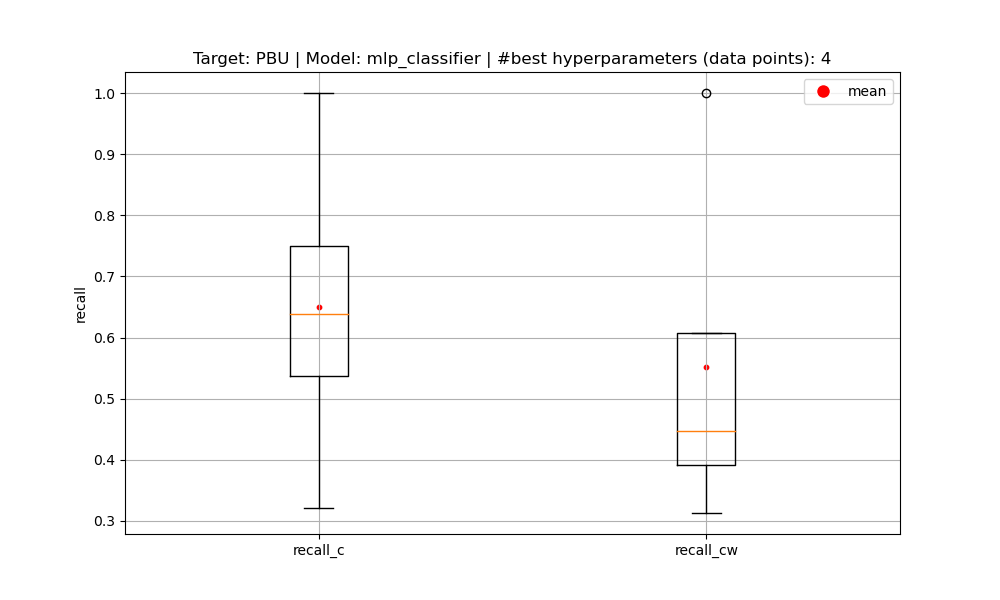 Target: PBU | Model: mlp_classifier | #best hyperparameters (data points): 4
mean
1.0
0.9
0.8
0.7
0.6
0.5
0.4
0.3
recall
recall_c
recall_cw